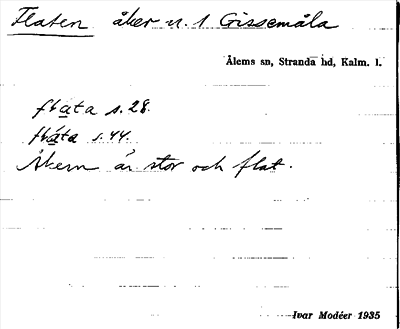 Flaten åker n. 1 Gissemåla
Ålems sn, Stranda hd, Kalm. l.
flata s. 28.
flata s. 44.
Åkern är stor och flat.
Ivar Modéer 1935